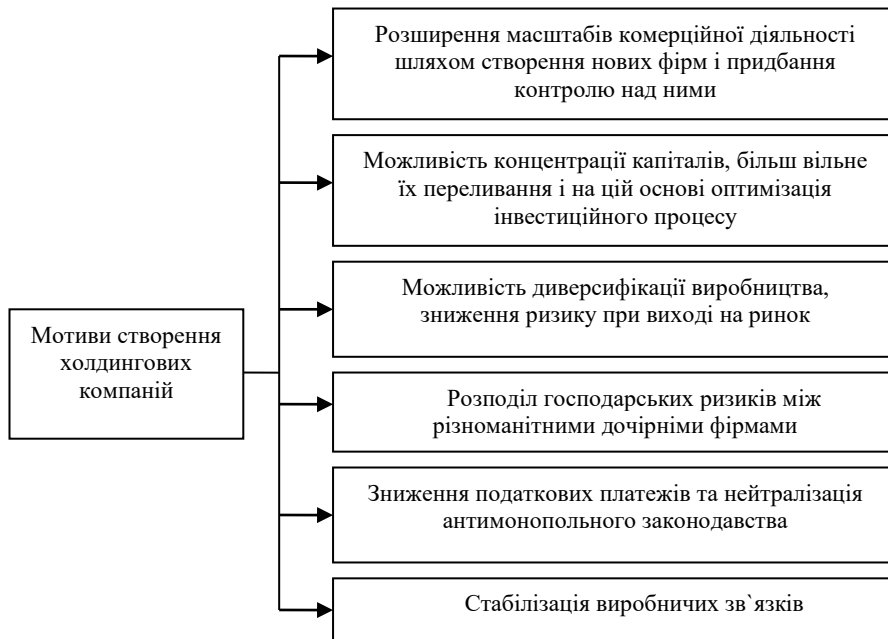 Розширення масштабів комерційної діяльності
шляхом створення нових фірм і придбання
контролю над ними
Можливість концентрації капіталів, більш вільне
їх переливання і на цій основі оптимізація
інвестиційного процесу
Можливість диверсифікації виробництва,
зниження ризику при виході на ринок
Мотиви створення
холдингових
компаній
Розподіл господарських ризиків між
різноманітними дочірніми фірмами
Зниження податкових платежів та нейтралізація
антимонопольного законодавства
Стабілізація виробничих зв`язків